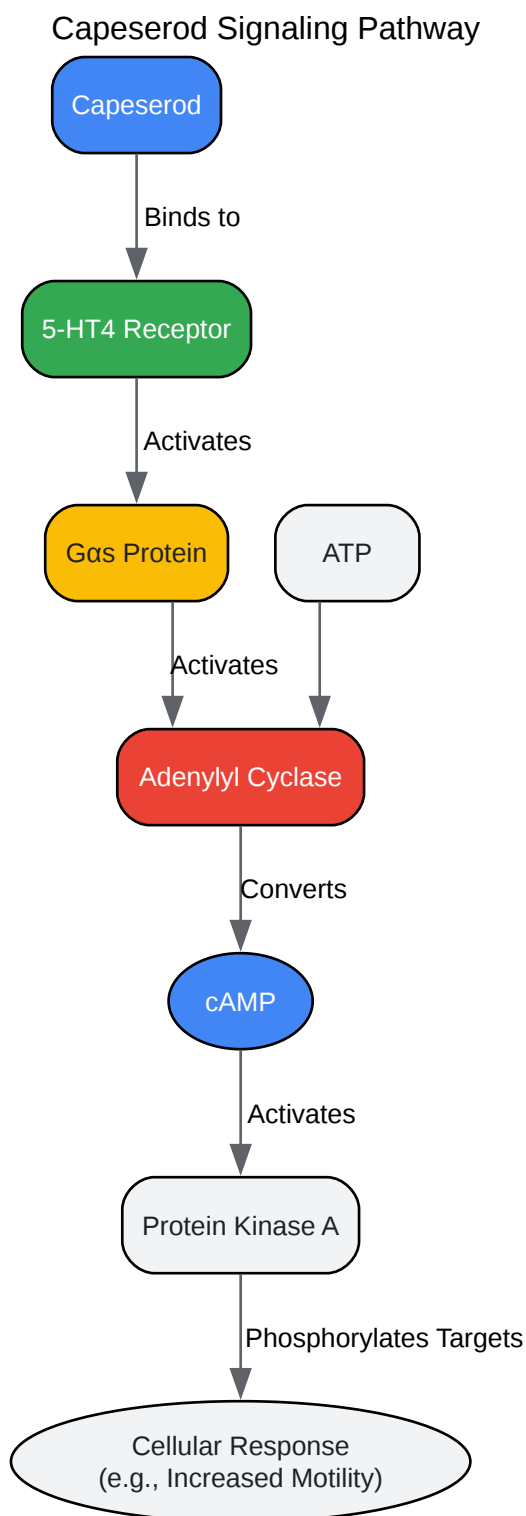 Capeserod Signaling Pathway
Capeserod
Binds to
5-HT4 Receptor
Activates
Gαs Protein
ATP
Activates
Adenylyl Cyclase
Converts
cAMP
Activates
Protein Kinase A
Phosphorylates Targets
Cellular Response
(e.g., Increased Motility)